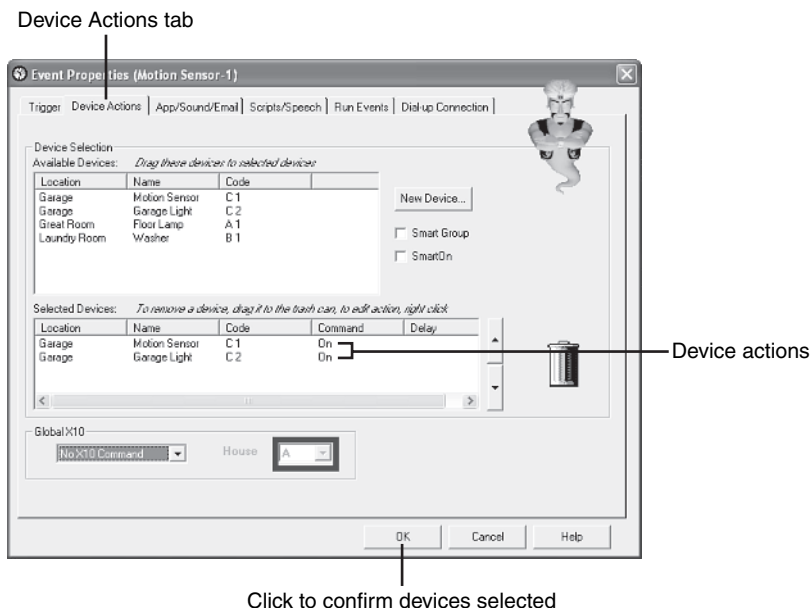 Device Actions tab
Event Properties (Motion Sensor-1)
Trigger Device Actions App/Sound/Email Scripts/Speech Run Events Dial-up Connection
Device Selection
Available Devices: Drag these devices to selected devices
Location Name Code
Garage Motion Sensor C 1
Garage Garage Light C 2
Great Room Floor Lamp A 1
Laundry Room Washer B 1
New Device...
Smart Group
SmartOn
Selected Devices: To remove a device, drag it to the trash can, to edit action, right click
Location Name Code Command Delay
Garage Motion Sensor C 1 On
Garage Garage Light C 2 On
Device actions
Global X10
No X10 Command House A
OK Cancel Help
Click to confirm devices selected